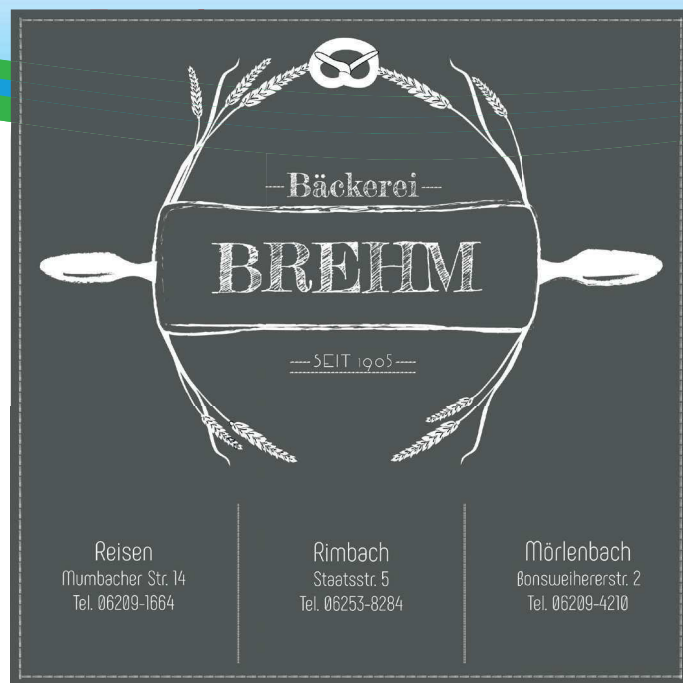 Bäckerei
BREHM
SEIT 1905
Reisen
Mumbacher Str. 14
Tel. 06209-1664
Rimbach
Staatsstr. 5
Tel. 06253-8284
Mörlenbach
Bonsweihererstr. 2
Tel. 06209-4210